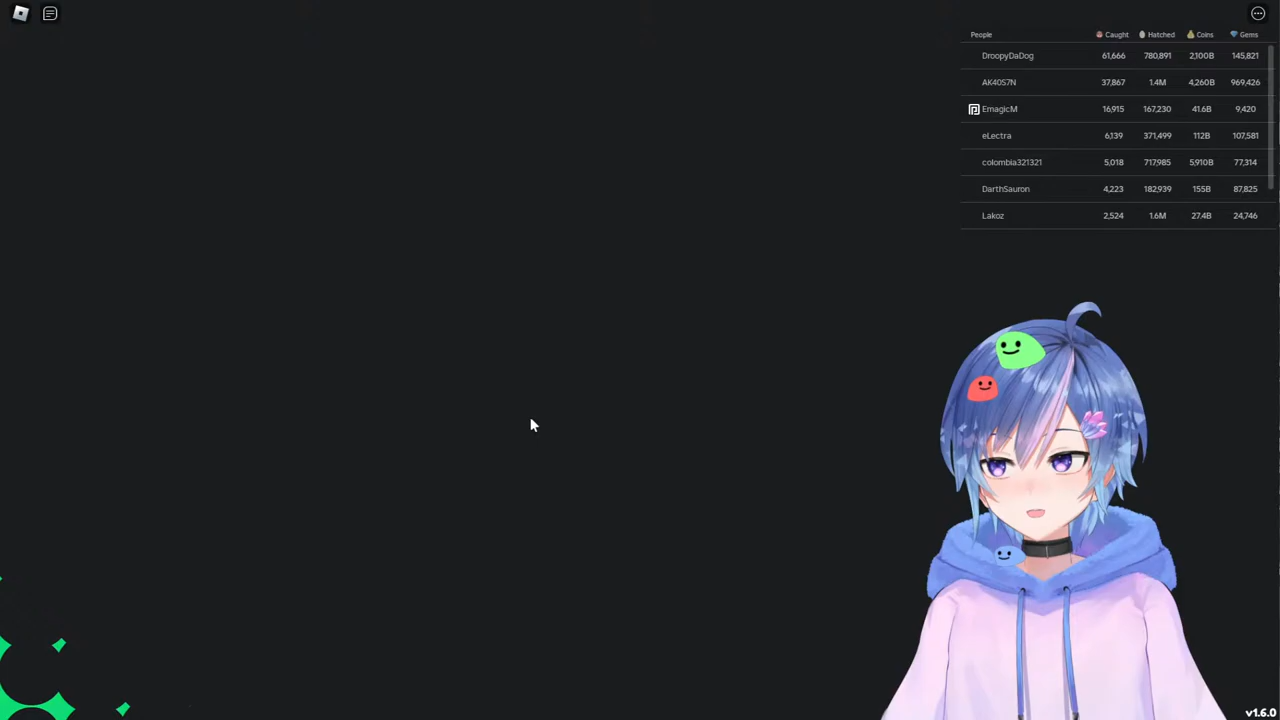 People Caught Hatched Coins Gems
DroopyDaDog 61,666 780,891 2,100B 145,821
AK40S7N 37,867 1.4M 4,260B 969,426
EmagicM 16,915 167,230 41.6B 9,420
eLectra 6,139 371,499 112B 107,581
colombia321321 5,018 717,985 5,910B 77,314
DarthSauron 4,223 182,939 155B 87,825
Lakoz 2,524 1.6M 27.4B 24,746
v1.6.0